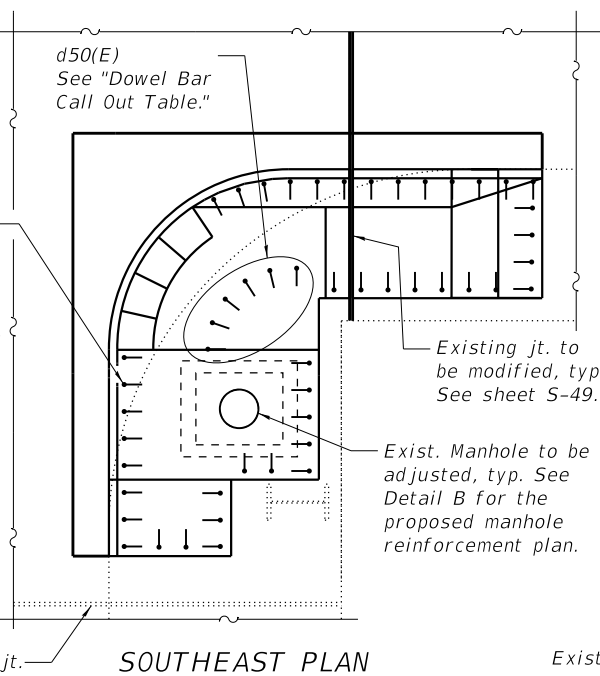 d50(E)
See "Dowel Bar
Call Out Table."
Existing jt. to
be modified, typ
See sheet S-49.
Exist. Manhole to be
adjusted, typ. See
Detail B for the
proposed manhole
reinforcement plan.
jt.
SOUTHEAST PLAN
Exist